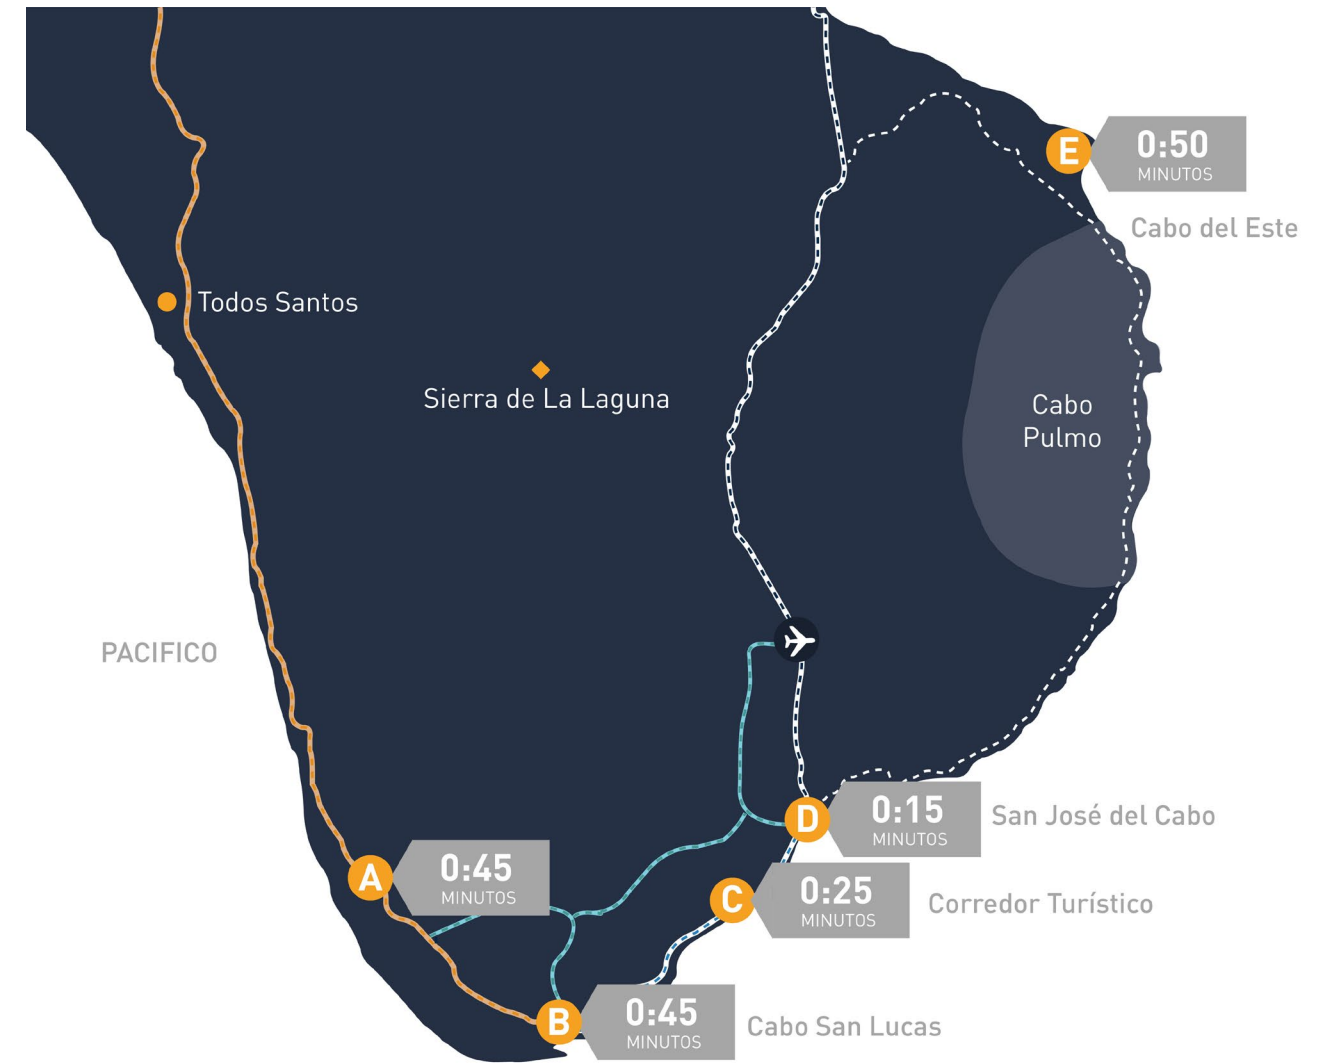 E
0:50
MINUTOS
Cabo del Este
Todos Santos
Sierra de La Laguna
Cabo
Pulmo
PACIFICO
D
0:15
MINUTOS
San José del Cabo
A
0:45
MINUTOS
C
0:25
MINUTOS
Corredor Turístico
B
0:45
MINUTOS
Cabo San Lucas